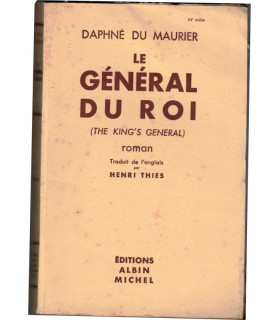 DAPHNÉ DU MAURIER
LE
GÉNÉRAL
DU ROI
(THE KING'S GENERAL)
roman
Traduit de l'anglais
par
HENRI THIES
ÉDITIONS
ALBIN
MICHEL